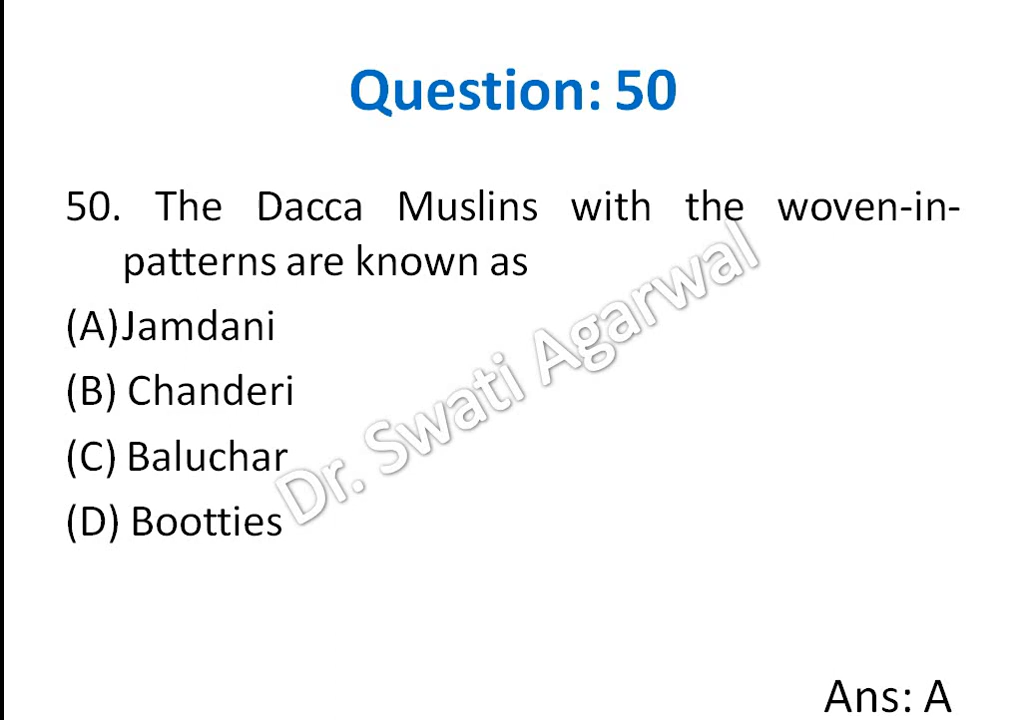 Question: 50
50. The Dacca Muslins with the woven-in-
patterns are known as
(A)Jamdani
(B) Chanderi
(C) Baluchar
(D) Bootties
Dr. Swati Agarwal
Ans: A